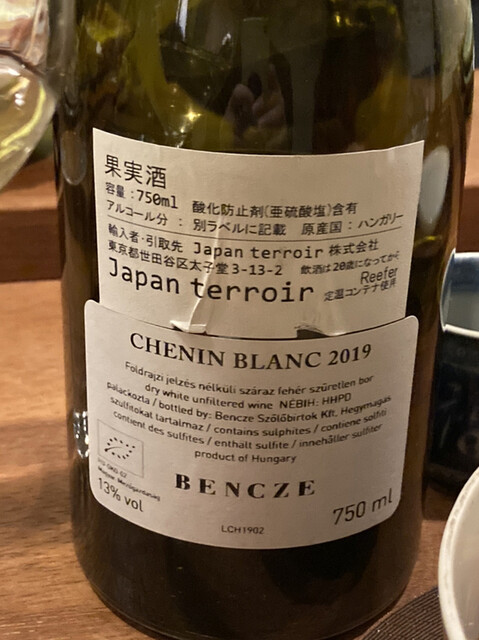 果実酒
容量：750ml 酸化防止剤(亜硫酸塩)含有
アルコール分：別ラベルに記載 原産国：ハンガリー
輸入者・引取先 Japan terroir 株式会社
東京都世田谷区太子堂3-13-2 飲酒は20歳になってから
Japan terroir Reefer
定温コンテナ使用
CHENIN BLANC 2019
Földrajzi jelzés nélküli száraz fehér szűretlen bor
dry white unfiltered wine NÉBIH: HHPD
palackozta / bottled by: Bencze Szőlőbirtok Kft. Hegymagas
szulfitokat tartalmaz / contains sulphites / contiene solfiti
contient des sulfites / enthält sulfite / innehåller sulfiter
product of Hungary
HU-ÖKO-02
Magyar Mezőgazdaság
BENCZE
13% vol
750 ml
LCH1902